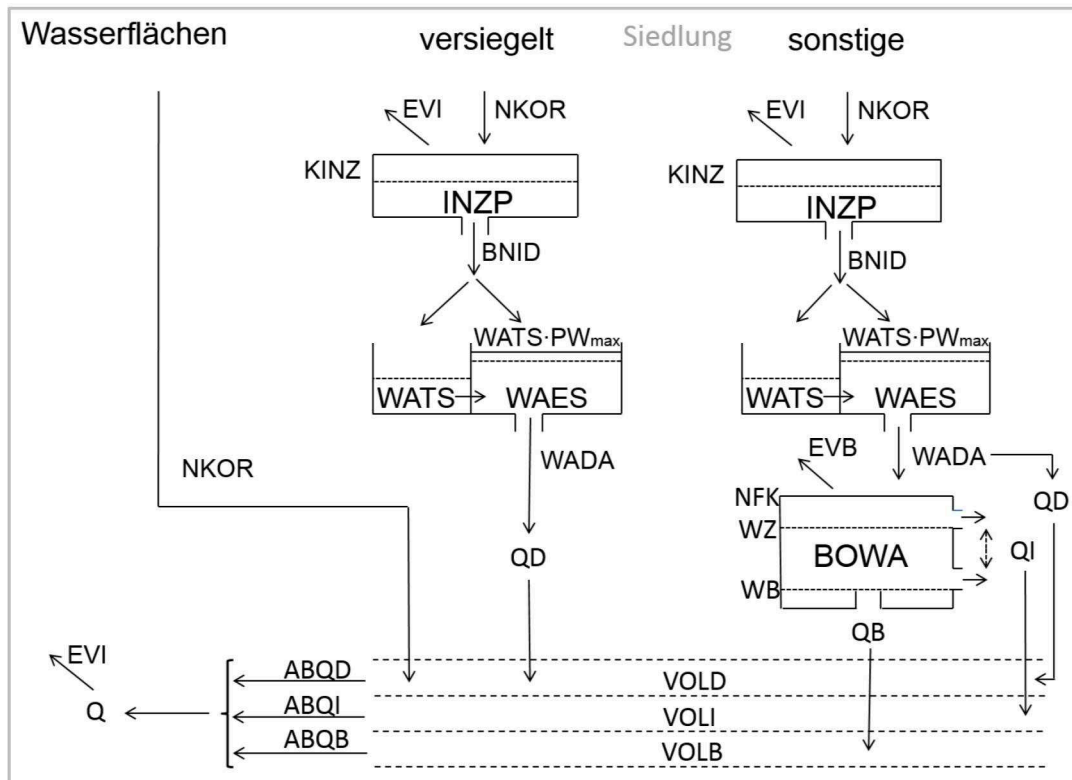 Wasserflächen versiegelt Siedlung sonstige
EVI NKOR EVI NKOR
KINZ KINZ
INZP INZP
BNID BNID
WATS·PWmax WATS·PWmax
WATS WAES WATS WAES
EVB
NKOR WADA WADA
NFK QD
WZ
QD BOWA QI
WB
QB
EVI ABQD VOLD
Q ABQI VOLI
ABQB VOLB